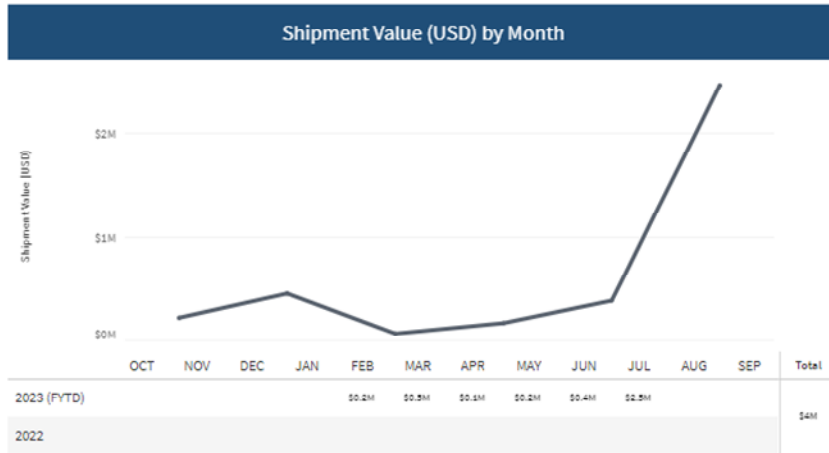 Shipment Value (USD) by Month
Shipment Value (USD)
$2M
$1M
$0M
OCT NOV DEC JAN FEB MAR APR MAY JUN JUL AUG SEP Total
2023 (FYTD) $0.2M $0.5M $0.1M $0.2M $0.4M $2.5M
$4M
2022